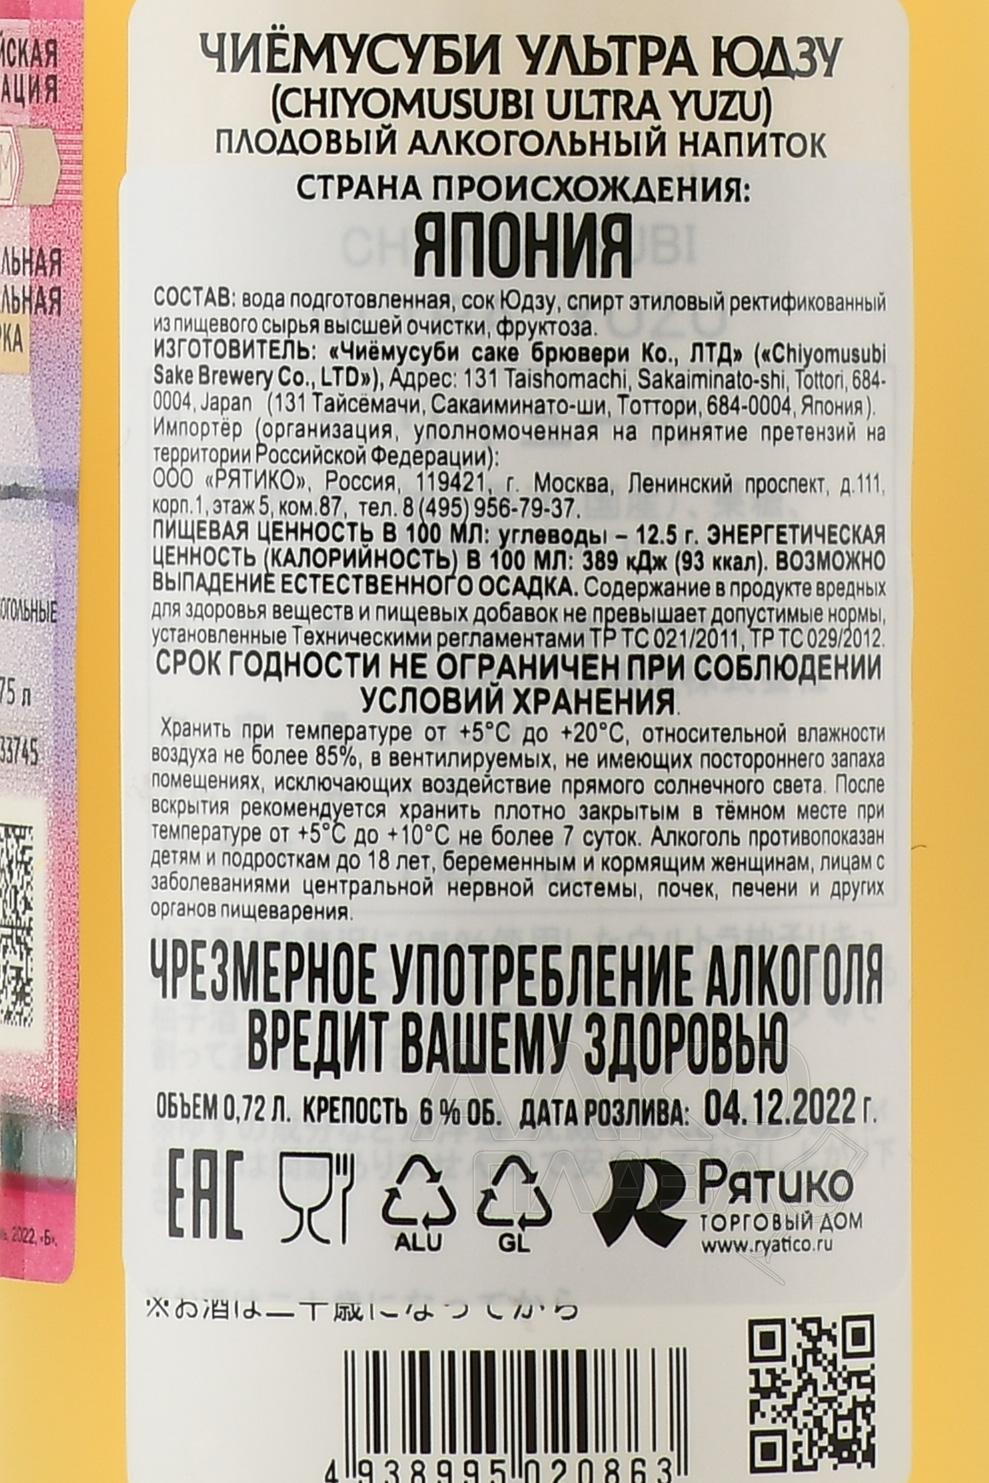 ЧИЁМУСУБИ УЛЬТРА ЮДЗУ
(CHIYOMUSUBI ULTRA YUZU)
ПЛОДОВЫЙ АЛКОГОЛЬНЫЙ НАПИТОК
СТРАНА ПРОИСХОЖДЕНИЯ:
ЯПОНИЯ
СОСТАВ: вода подготовленная, сок Юдзу, спирт этиловый ректификованный
из пищевого сырья высшей очистки, фруктоза.
ИЗГОТОВИТЕЛЬ: «Чиёмусуби саке брювери Ко., ЛТД» («Chiyomusubi
Sake Brewery Co., LTD»), Адрес: 131 Taishomachi, Sakaiminato-shi, Tottori, 684-
0004, Japan (131 Тайсёмачи, Сакаиминато-ши, Тоттори, 684-0004, Япония).
Импортёр (организация, уполномоченная на принятие претензий на
территории Российской Федерации):
ООО «РЯТИКО», Россия, 119421, г. Москва, Ленинский проспект, д.111,
корп.1, этаж 5, ком.87, тел. 8 (495) 956-79-37.
ПИЩЕВАЯ ЦЕННОСТЬ В 100 МЛ: углеводы – 12.5 г. ЭНЕРГЕТИЧЕСКАЯ
ЦЕННОСТЬ (КАЛОРИЙНОСТЬ) В 100 МЛ: 389 кДж (93 ккал). ВОЗМОЖНО
ВЫПАДЕНИЕ ЕСТЕСТВЕННОГО ОСАДКА. Содержание в продукте вредных
для здоровья веществ и пищевых добавок не превышает допустимые нормы,
установленные Техническими регламентами ТР ТС 021/2011, ТР ТС 029/2012.
СРОК ГОДНОСТИ НЕ ОГРАНИЧЕН ПРИ СОБЛЮДЕНИИ
УСЛОВИЙ ХРАНЕНИЯ.
Хранить при температуре от +5°С до +20°С, относительной влажности
воздуха не более 85%, в вентилируемых, не имеющих постороннего запаха
помещениях, исключающих воздействие прямого солнечного света. После
вскрытия рекомендуется хранить плотно закрытым в тёмном месте при
температуре от +5°С до +10°С не более 7 суток. Алкоголь противопоказан
детям и подросткам до 18 лет, беременным и кормящим женщинам, лицам с
заболеваниями центральной нервной системы, почек, печени и других
органов пищеварения.
ЧРЕЗМЕРНОЕ УПОТРЕБЛЕНИЕ АЛКОГОЛЯ
ВРЕДИТ ВАШЕМУ ЗДОРОВЬЮ
ОБЪЕМ 0,72 Л. КРЕПОСТЬ 6 % ОБ. ДАТА РОЗЛИВА: 04.12.2022 г.
EAC
ALU
GL
РЯТИКО
ТОРГОВЫЙ ДОМ
www.ryatico.ru
※お酒は二十歳になってから
4 938995 020863